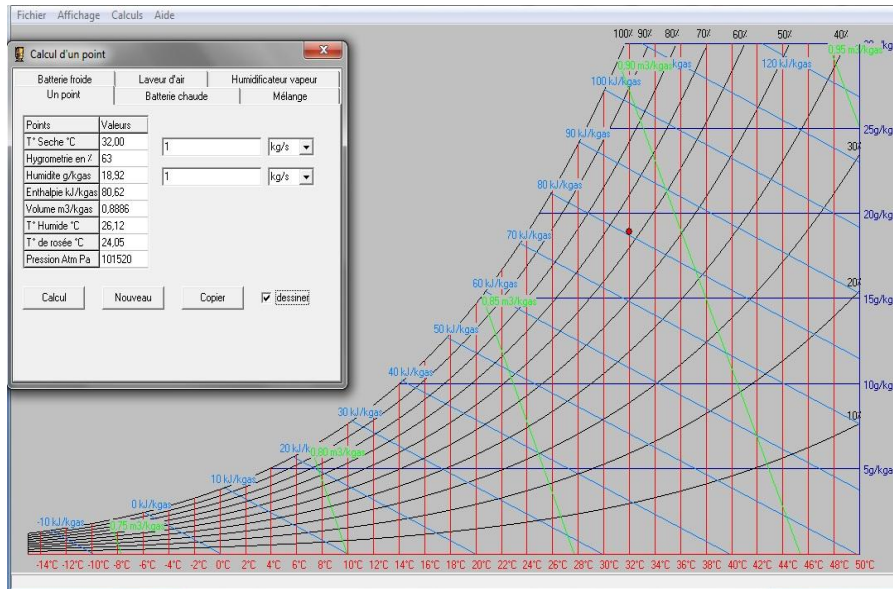 Fichier Affichage Calculs Aide
Calcul d'un point
Batterie froide Laveur d'air Humidificateur vapeur
Un point Batterie chaude Mélange
Points Valeurs
T° Seche °C 32,00
Hygrometrie en % 63
Humidite g/kgas 18,92
Enthalpie kJ/kgas 80,62
Volume m3/kgas 0,8886
T° Humide °C 26,12
T° de rosée °C 24,05
Pression Atm Pa 101520
1 kg/s
1 kg/s
Calcul Nouveau Copier dessiner
100% 90% 80% 70% 60% 50% 40%
0,95 m3/kgas
0,90 m3/kgas
120 kJ/kgas
100 kJ/kgas
25g/kg
90 kJ/kgas
30%
80 kJ/kgas
20g/kg
70 kJ/kgas
60 kJ/kgas
20%
0,85 m3/kgas
15g/kg
50 kJ/kgas
40 kJ/kgas
10g/kg
30 kJ/kgas
10%
20 kJ/k
0,80 m3/kgas
5g/kga
10 kJ/kgas
0 kJ/kgas
-10 kJ/kgas
0,75 m3/kgas
-14°C -12°C -10°C -8°C -6°C -4°C -2°C 0°C 2°C 4°C 6°C 8°C 10°C 12°C 14°C 16°C 18°C 20°C 22°C 24°C 26°C 28°C 30°C 32°C 34°C 36°C 38°C 40°C 42°C 44°C 46°C 48°C 50°C